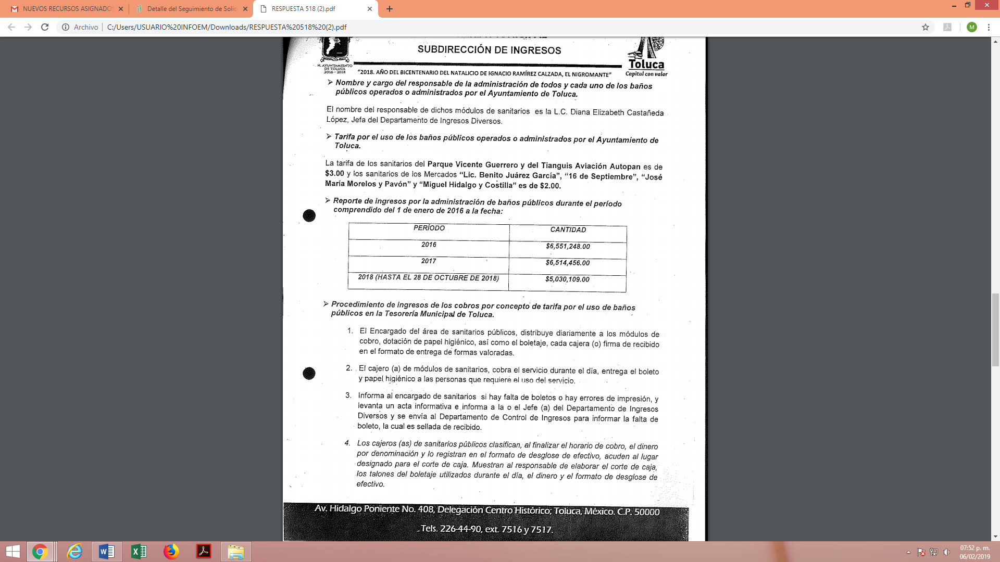 NUEVOS RECURSOS ASIGNADOS
Detalle del Seguimiento de Solic
RESPUESTA 518 (2).pdf
Archivo
C:/Users/USUARIO%20INFOEM/Downloads/RESPUESTA%20518%20(2).pdf
M
SUBDIRECCIÓN DE INGRESOS
H. AYUNTAMIENTO
DE TOLUCA
2016 - 2018
Toluca
Capital con valor
“2018. AÑO DEL BICENTENARIO DEL NATALICIO DE IGNACIO RAMÍREZ CALZADA, EL NIGROMANTE”
➢ Nombre y cargo del responsable de la administración de todos y cada uno de los baños
públicos operados o administrados por el Ayuntamiento de Toluca.
El nombre del responsable de dichos módulos de sanitarios es la L.C. Diana Elizabeth Castañeda
López, Jefa del Departamento de Ingresos Diversos.
➢ Tarifa por el uso de los baños públicos operados o administrados por el Ayuntamiento de
Toluca.
La tarifa de los sanitarios del Parque Vicente Guerrero y del Tianguis Aviación Autopan es de
$3.00 y los sanitarios de los Mercados “Lic. Benito Juárez García”, “16 de Septiembre”, “José
María Morelos y Pavón” y “Miguel Hidalgo y Costilla” es de $2.00.
➢ Reporte de ingresos por la administración de baños públicos durante el período
comprendido del 1 de enero de 2016 a la fecha:
PERÍODO CANTIDAD
2016 $6,551,248.00
2017 $6,514,456.00
2018 (HASTA EL 28 DE OCTUBRE DE 2018) $5,030,109.00
➢ Procedimiento de ingresos de los cobros por concepto de tarifa por el uso de baños
públicos en la Tesorería Municipal de Toluca.
1. El Encargado del área de sanitarios públicos, distribuye diariamente a los módulos de
cobro, dotación de papel higiénico, así como el boletaje, cada cajera (o) firma de recibido
en el formato de entrega de formas valoradas.
2. El cajero (a) de módulos de sanitarios, cobra el servicio durante el día, entrega el boleto
y papel higiénico a las personas que requiere el uso del servicio.
3. Informa al encargado de sanitarios si hay falta de boletos o hay errores de impresión, y
levanta un acta informativa e informa a la o el Jefe (a) del Departamento de Ingresos
Diversos y se envía al Departamento de Control de Ingresos para informar la falta de
boleto, la cual es sellada de recibido.
4. Los cajeros (as) de sanitarios públicos clasifican, al finalizar el horario de cobro, el dinero
por denominación y lo registran en el formato de desglose de efectivo, acuden al lugar
designado para el corte de caja. Muestran al responsable de elaborar el corte de caja,
los talones del boletaje utilizados durante el día, el dinero y el formato de desglose de
efectivo.
Av. Hidalgo Poniente No. 408, Delegación Centro Histórico, Toluca, México. C.P. 50000
Tels. 226-44-90, ext. 7516 y 7517.
07:52 p. m.
06/02/2019